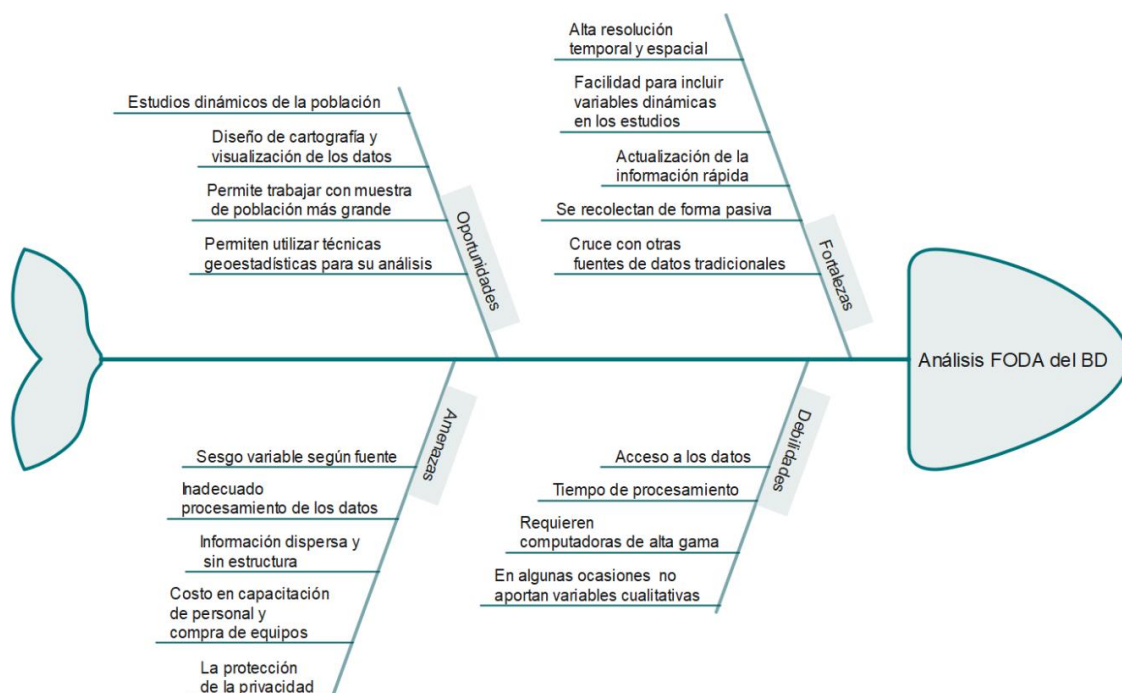 Estudios dinámicos de la población
Diseño de cartografía y
visualización de los datos
Permite trabajar con muestra
de población más grande
Permiten utilizar técnicas
geoestadísticas para su análisis
Oportunidades
Alta resolución
temporal y espacial
Facilidad para incluir
variables dinámicas
en los estudios
Actualización de la
información rápida
Se recolectan de forma pasiva
Cruce con otras
fuentes de datos tradicionales
Fortalezas
Análisis FODA del BD
Amenazas
Sesgo variable según fuente
Inadecuado
procesamiento de los datos
Información dispersa y
sin estructura
Costo en capacitación
de personal y
compra de equipos
La protección
de la privacidad
Debilidades
Acceso a los datos
Tiempo de procesamiento
Requieren
computadoras de alta gama
En algunas ocasiones no
aportan variables cualitativas